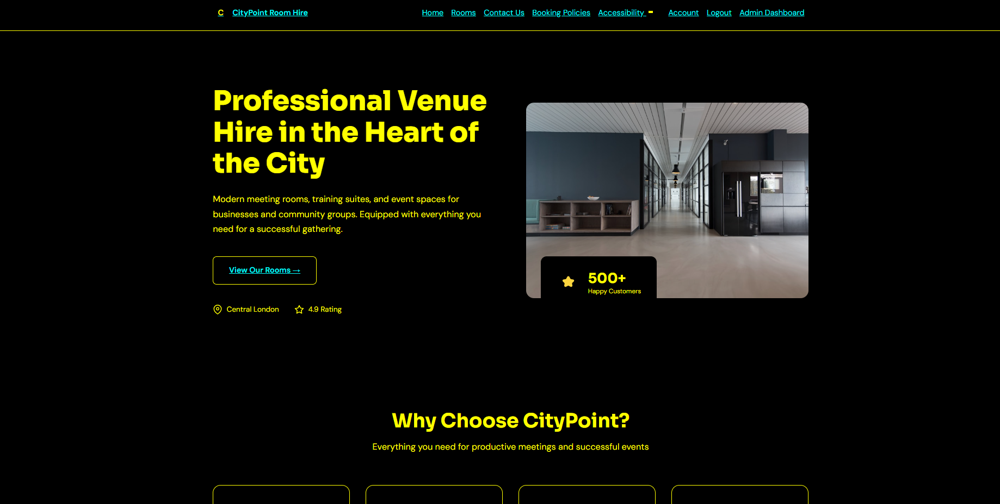 C CityPoint Room Hire Home Rooms Contact Us Booking Policies Accessibility Account Logout Admin Dashboard
Professional Venue
Hire in the Heart of
the City
Modern meeting rooms, training suites, and event spaces for
businesses and community groups. Equipped with everything you
need for a successful gathering.
View Our Rooms →
Central London 4.9 Rating
500+
Happy Customers
Why Choose CityPoint?
Everything you need for productive meetings and successful events